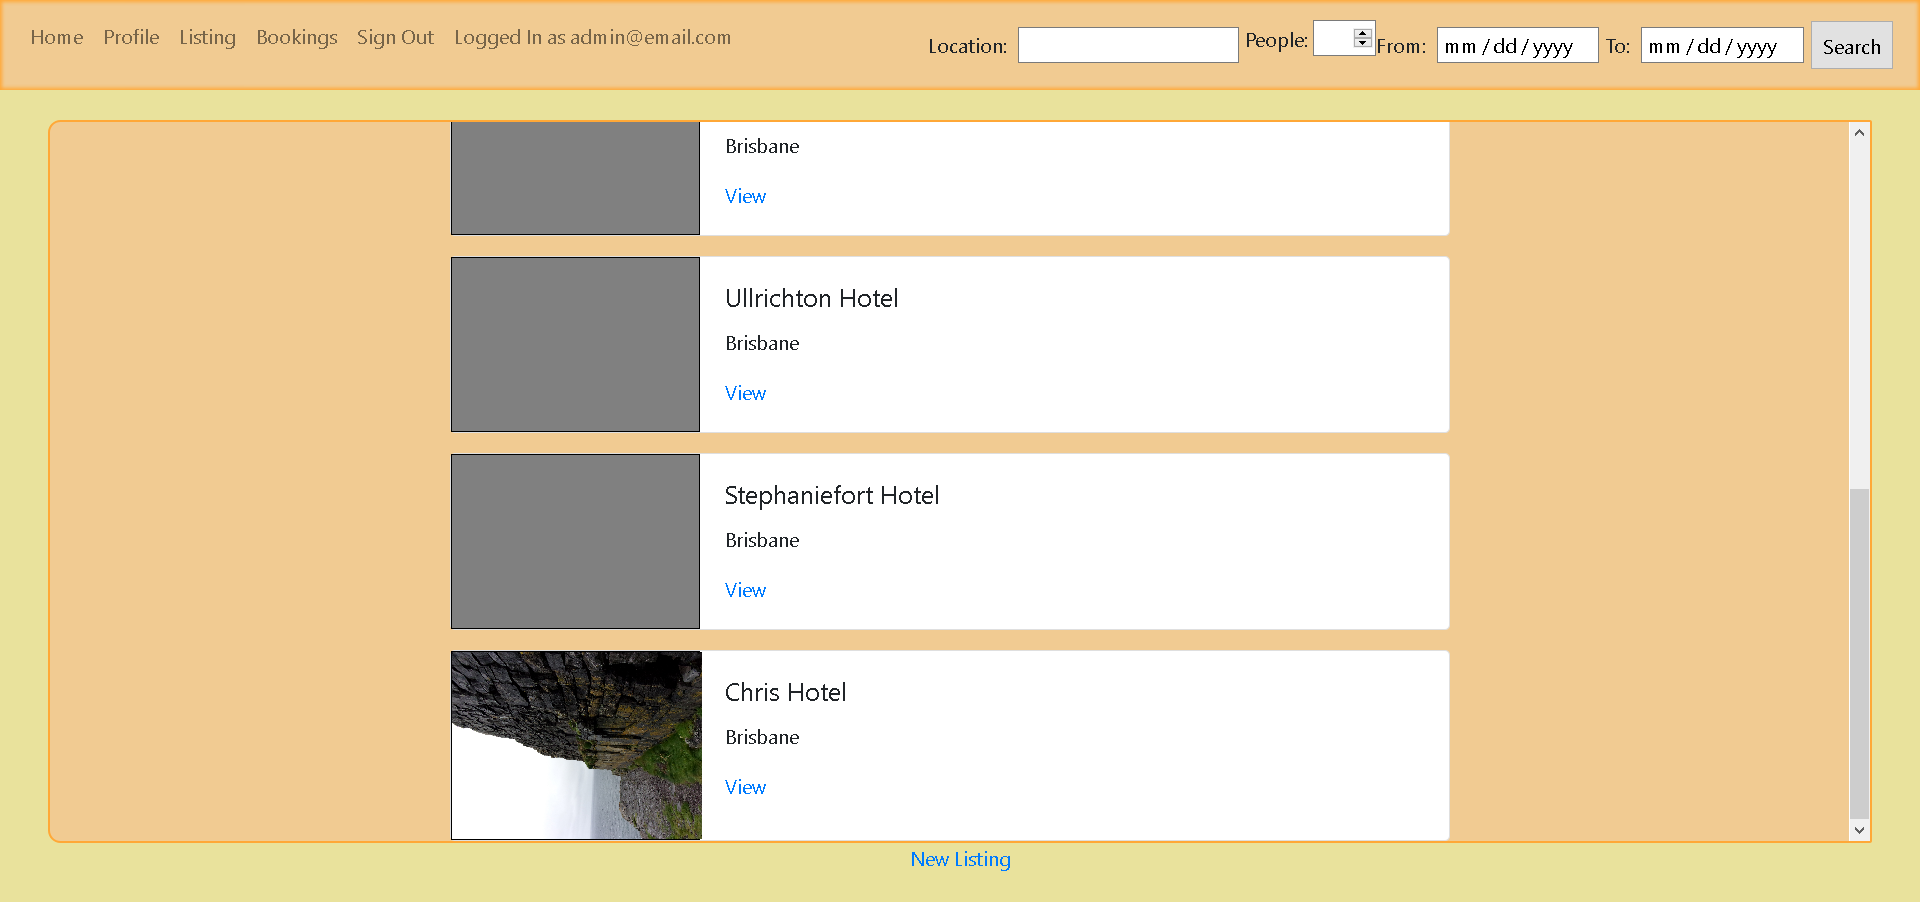 Home Profile Listing Bookings Sign Out Logged In as admin@email.com Location: People: From: mm/dd/yyyy To: mm/dd/yyyy Search
Brisbane
View
Ullrichton Hotel
Brisbane
View
Stephaniefort Hotel
Brisbane
View
Chris Hotel
Brisbane
View
New Listing